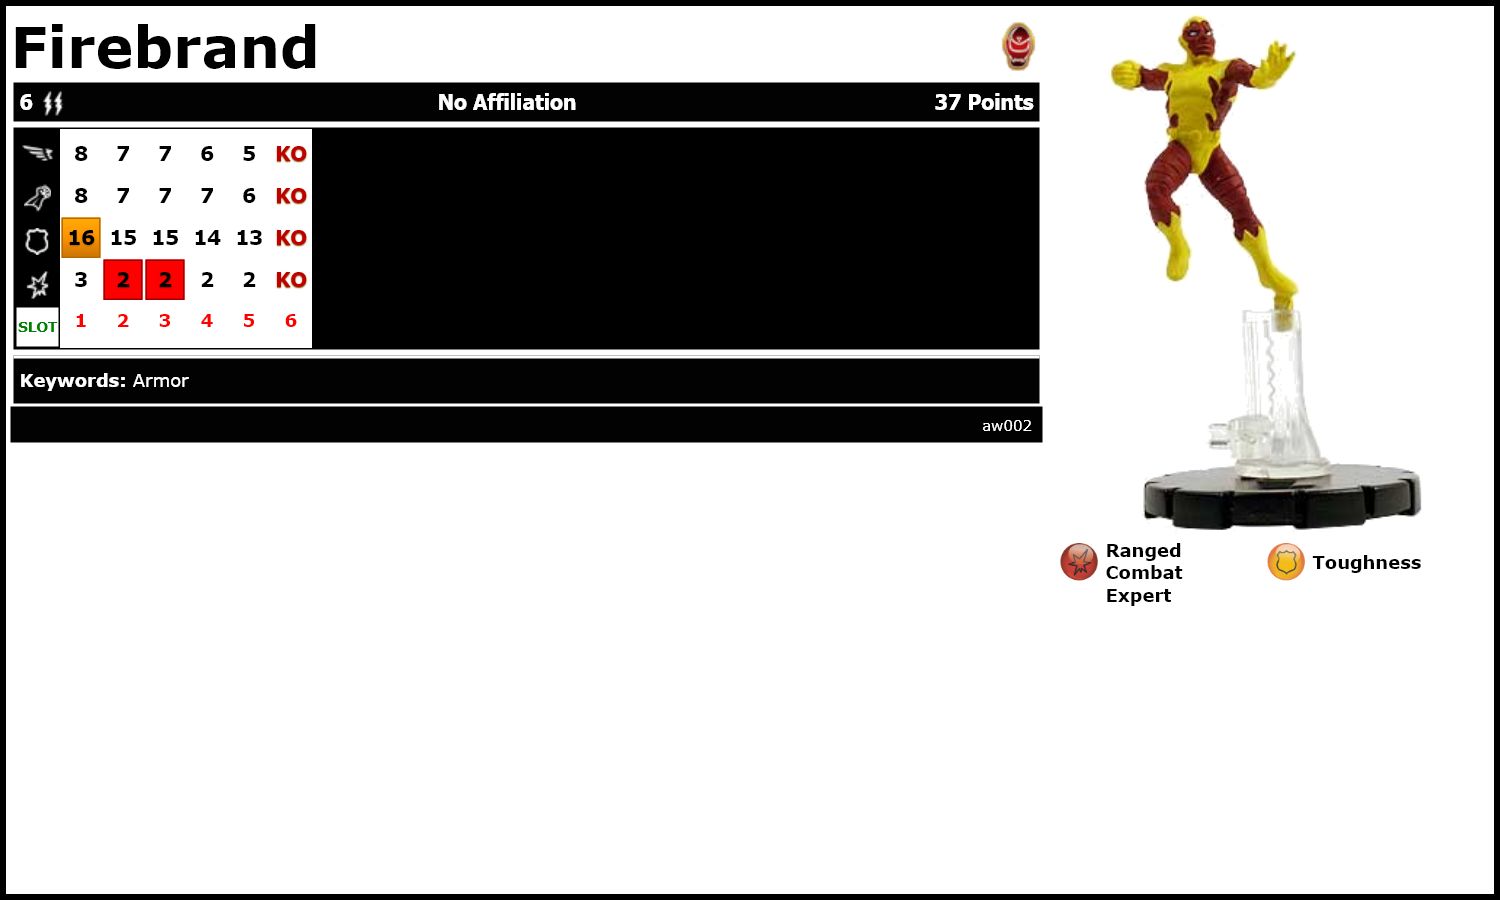 Firebrand
6 No Affiliation 37 Points
8 7 7 6 5 KO
8 7 7 7 6 KO
16 15 15 14 13 KO
3 2 2 2 2 KO
SLOT 1 2 3 4 5 6
Keywords: Armor
aw002
Ranged
Combat
Expert
Toughness